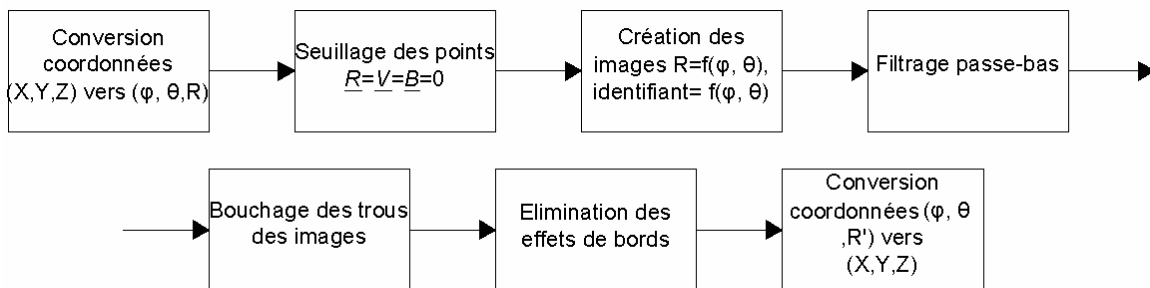 Conversion
coordonnées
(X,Y,Z) vers (φ, θ,R)
Seuillage des points
R=V=B=0
Création des
images R=f(φ, θ),
identifiant= f(φ, θ)
Filtrage passe-bas
Bouchage des trous
des images
Elimination des
effets de bords
Conversion
coordonnées (φ, θ
,R') vers
(X,Y,Z)